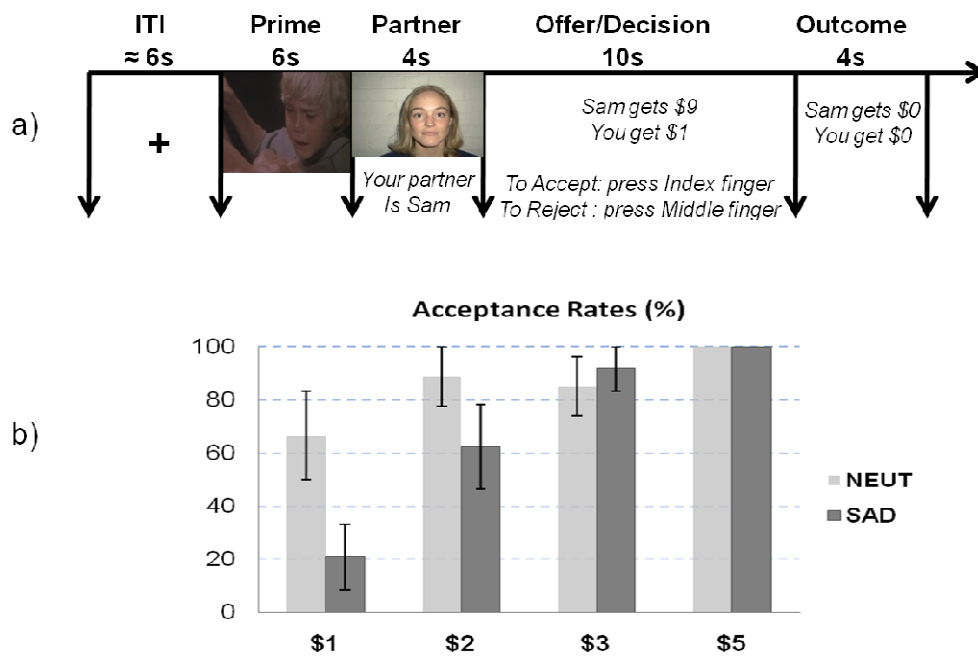 ITI
≈ 6s
Prime
6s
Partner
4s
Offer/Decision
10s
Outcome
4s
a)
+
Your partner
Is Sam
Sam gets $9
You get $1
To Accept: press Index finger
To Reject : press Middle finger
Sam gets $0
You get $0
b)
Acceptance Rates (%)
100
80
60
40
20
0
$1 $2 $3 $5
NEUT
SAD